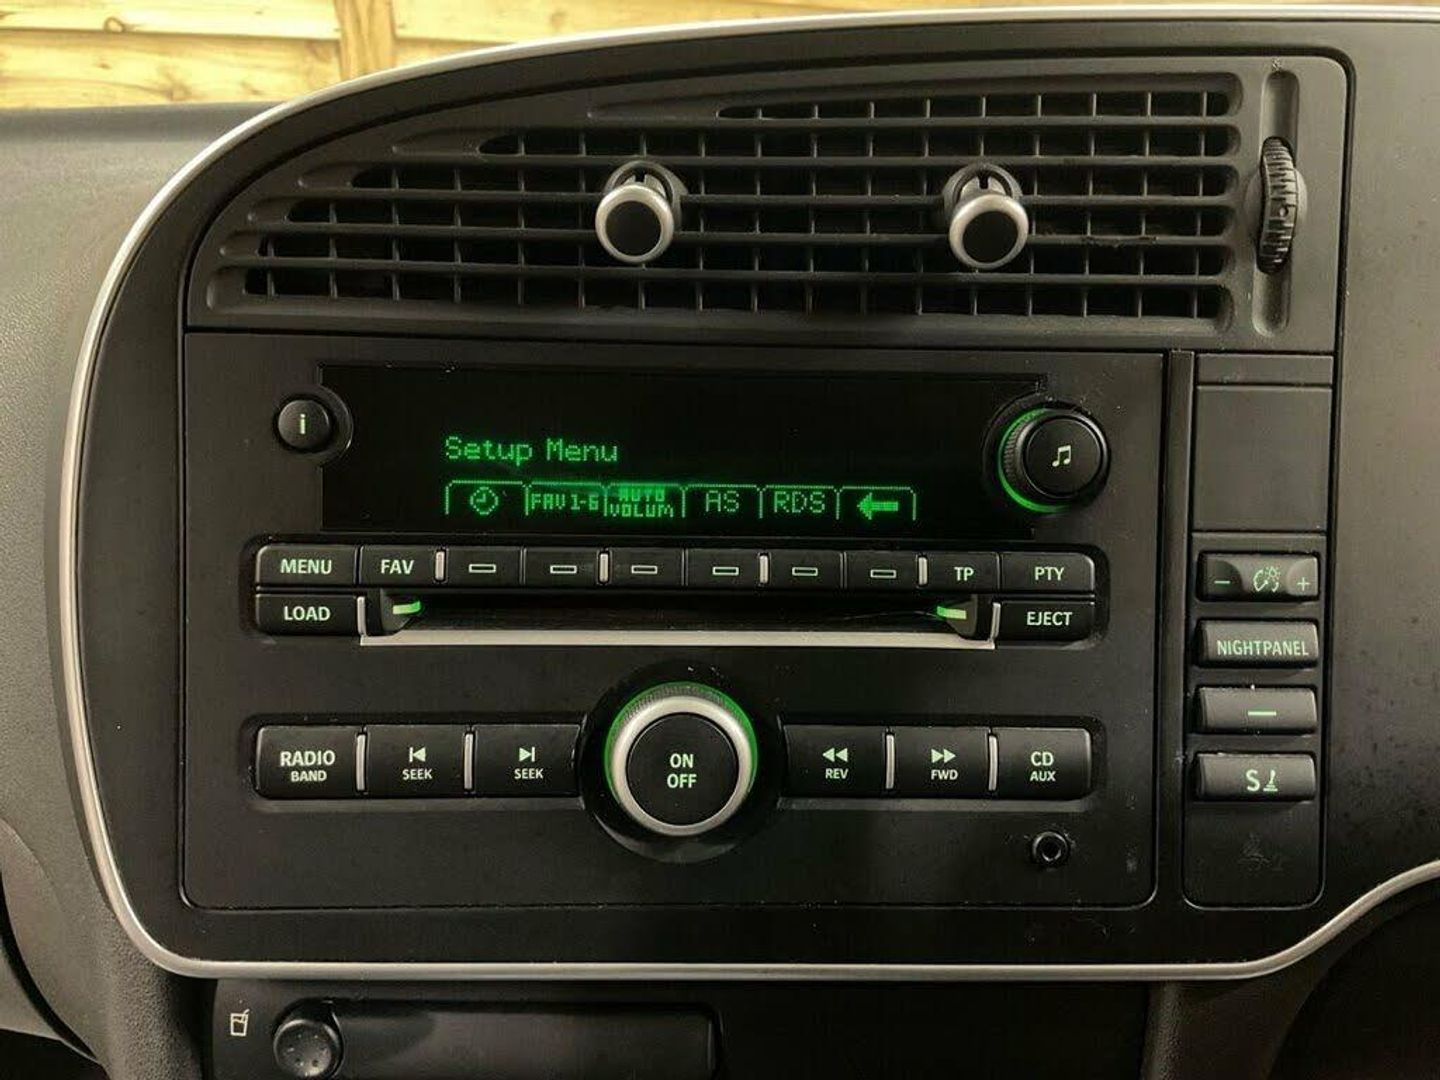 i
Setup Menu
FAV 1-6 AUTO VOLUM AS RDS
MENU FAV TP PTY
LOAD EJECT
NIGHTPANEL
RADIO BAND
SEEK
SEEK
ON OFF
REV
FWD
CD AUX
S
- +